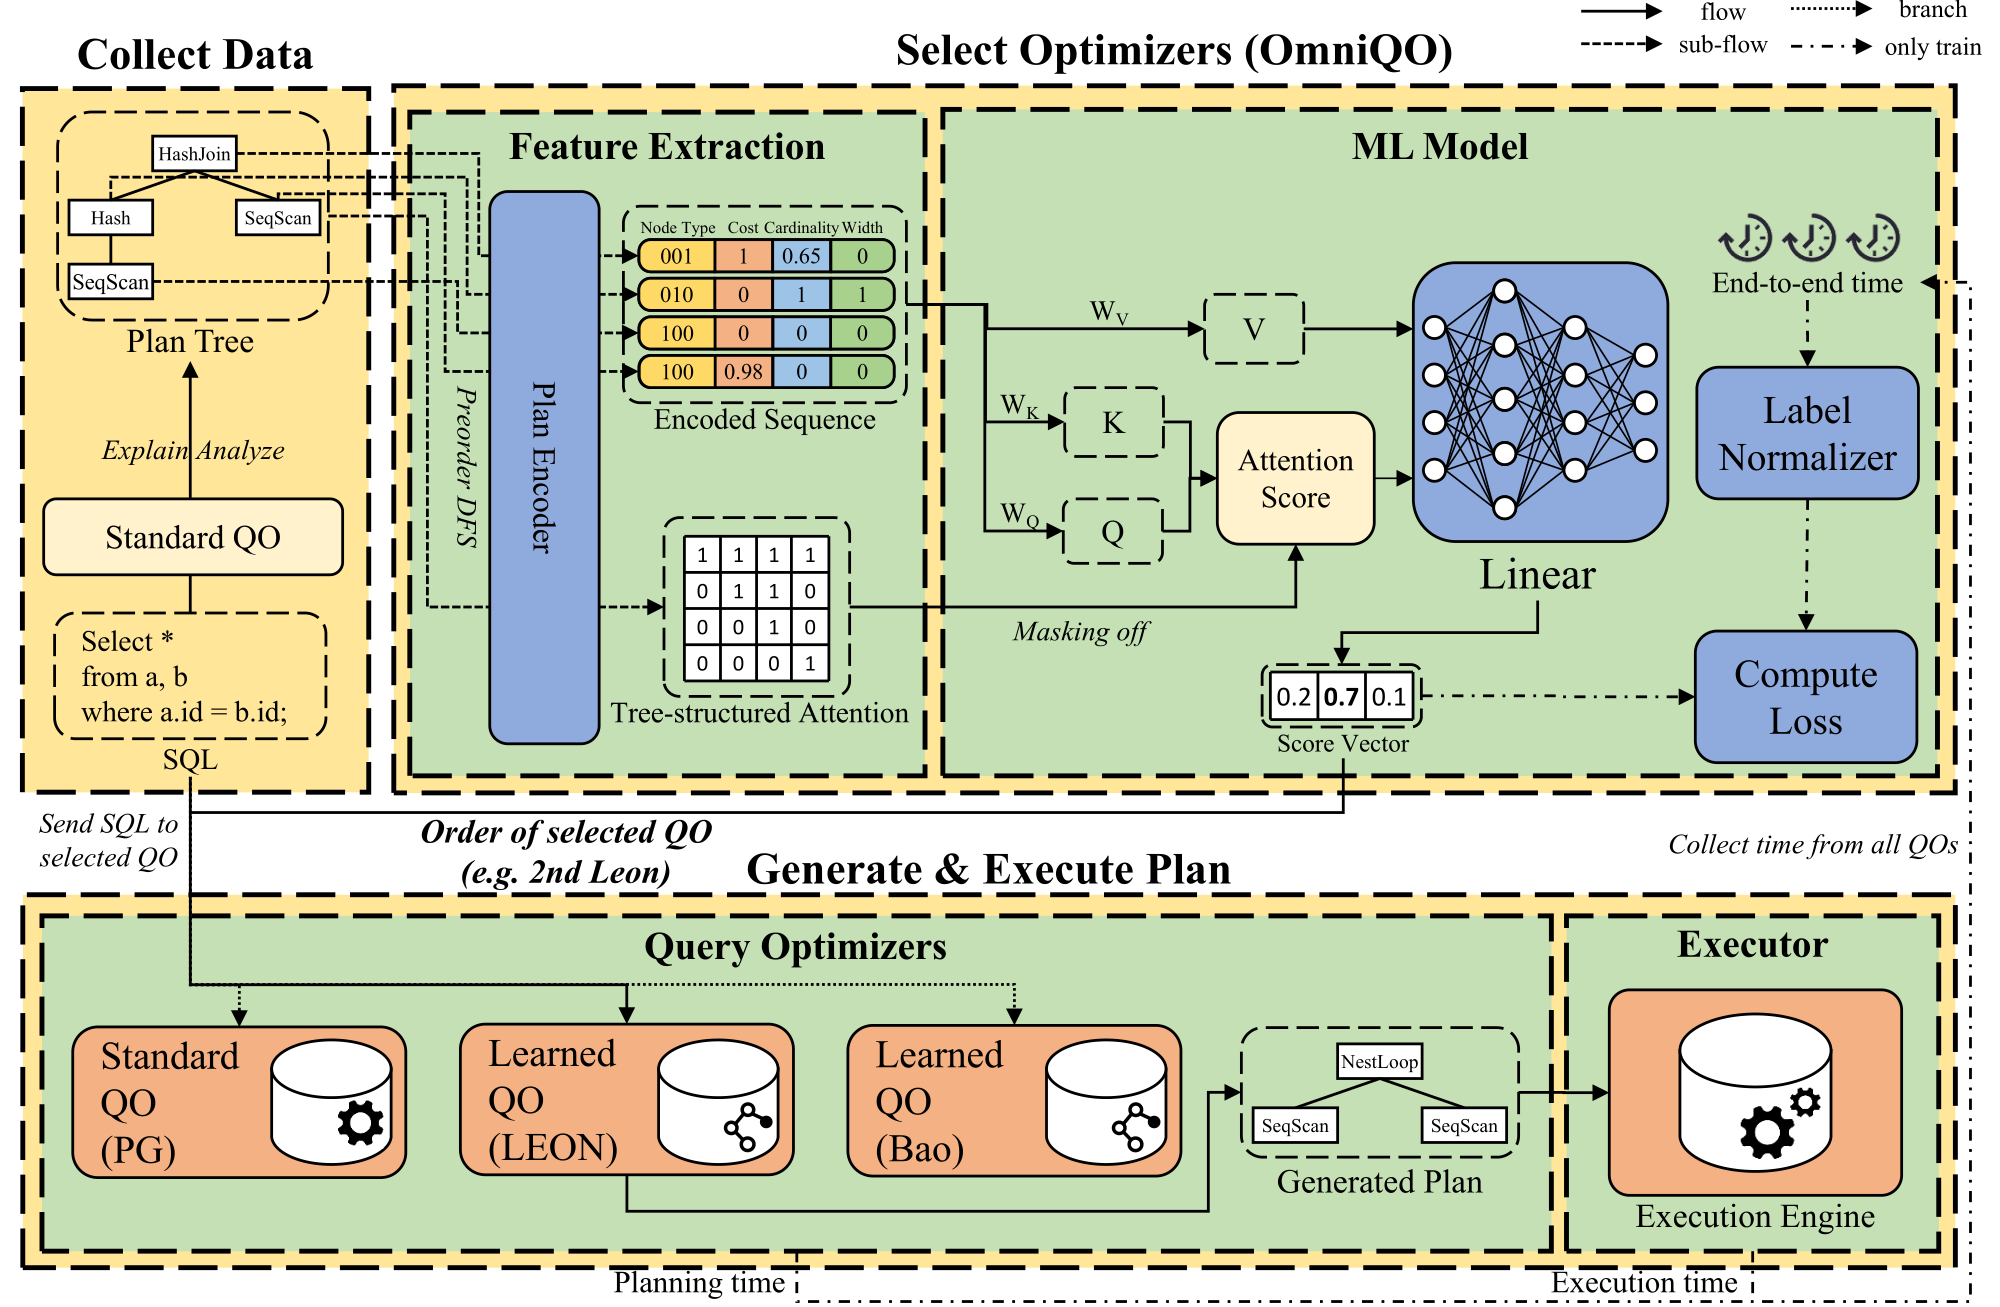 flow
branch
sub-flow
only train
Collect Data
Select Optimizers (OmniQO)
HashJoin
Hash
SeqScan
SeqScan
Plan Tree
Explain Analyze
Standard QO
Select *
from a, b
where a.id = b.id;
SQL
Feature Extraction
Preorder DFS
Plan Encoder
Node Type Cost Cardinality Width
001 1 0.65 0
010 0 1 1
100 0 0 0
100 0.98 0 0
Encoded Sequence
1 1 1 1
0 1 1 0
0 0 1 0
0 0 0 1
Tree-structured Attention
ML Model
W_V
V
W_K
K
W_Q
Q
Attention
Score
Masking off
Linear
0.2 0.7 0.1
Score Vector
End-to-end time
Label
Normalizer
Compute
Loss
Send SQL to
selected QO
Order of selected QO
(e.g. 2nd Leon)
Collect time from all QOs
Generate & Execute Plan
Query Optimizers
Standard
QO
(PG)
Learned
QO
(LEON)
Learned
QO
(Bao)
NestLoop
SeqScan
SeqScan
Generated Plan
Executor
Execution Engine
Planning time
Execution time